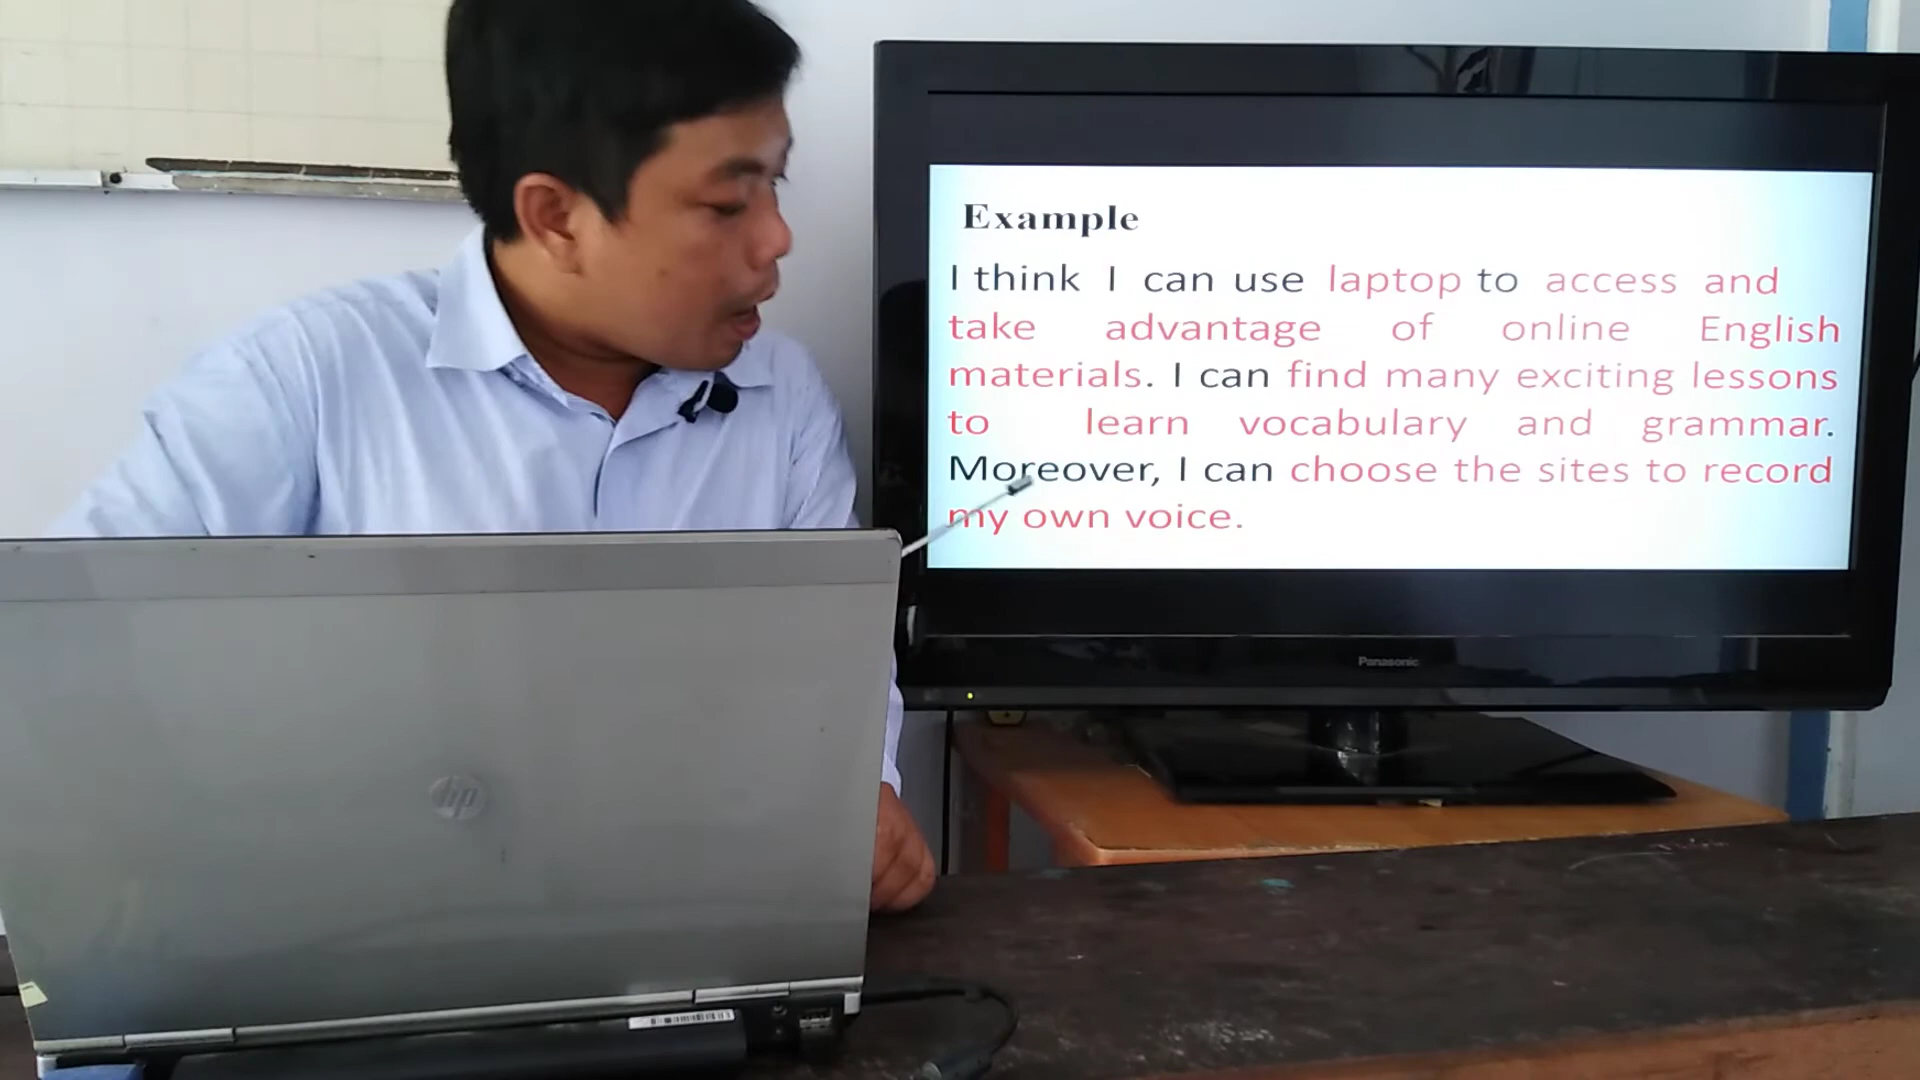 Example
I think I can use laptop to access and
take advantage of online English
materials. I can find many exciting lessons
to learn vocabulary and grammar.
Moreover, I can choose the sites to record
my own voice.
Panasonic
hp